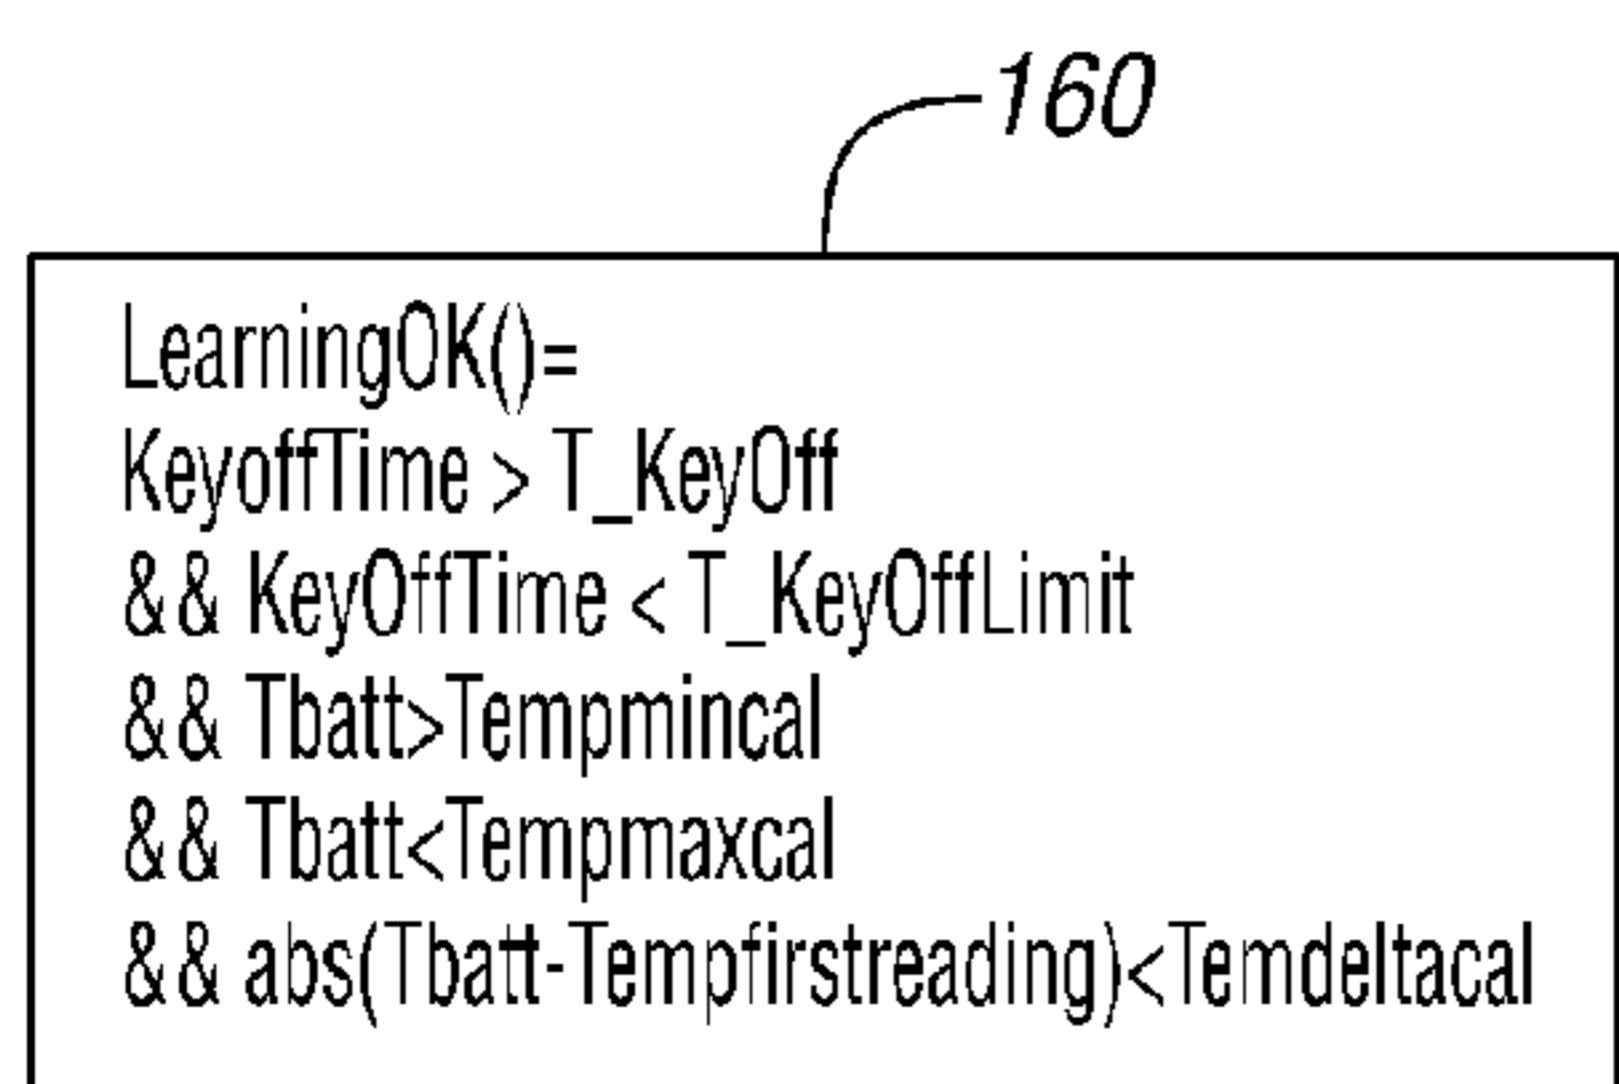 160
LearningOK()=
KeyoffTime > T_KeyOff
&& KeyOffTime < T_KeyOffLimit
&& Tbatt>Tempmincal
&& Tbatt<Tempmaxcal
&& abs(Tbatt-Tempfirstreading)<Temdeltacal